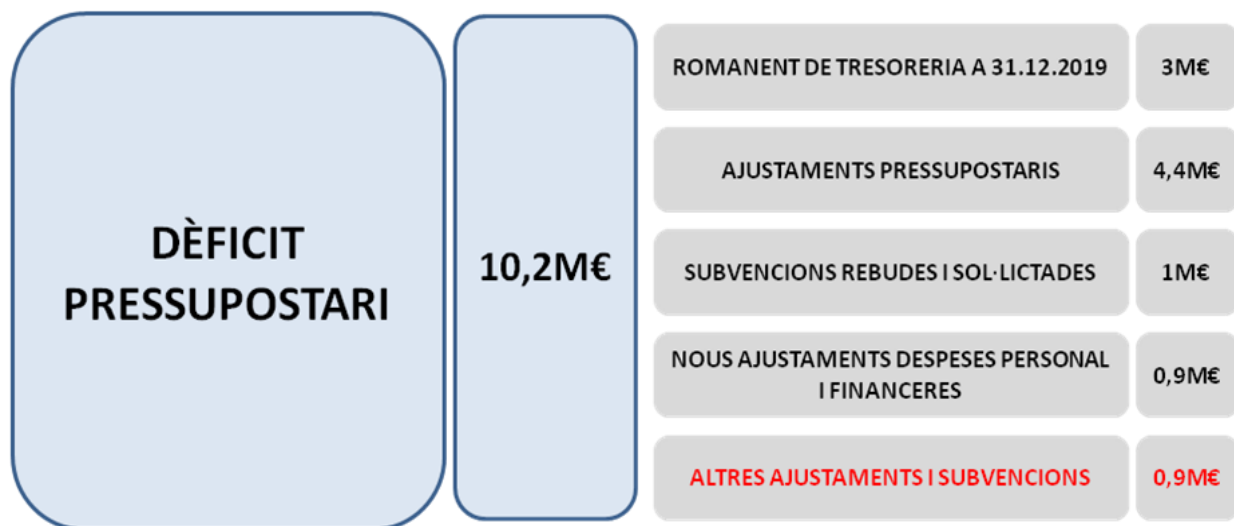 DÈFICIT
PRESSUPOSTARI
10,2M€
ROMANENT DE TRESORERIA A 31.12.2019
3M€
AJUSTAMENTS PRESSUPOSTARIS
4,4M€
SUBVENCIONS REBUDES I SOL·LICTADES
1M€
NOUS AJUSTAMENTS DESPESES PERSONAL
I FINANCERES
0,9M€
ALTRES AJUSTAMENTS I SUBVENCIONS
0,9M€